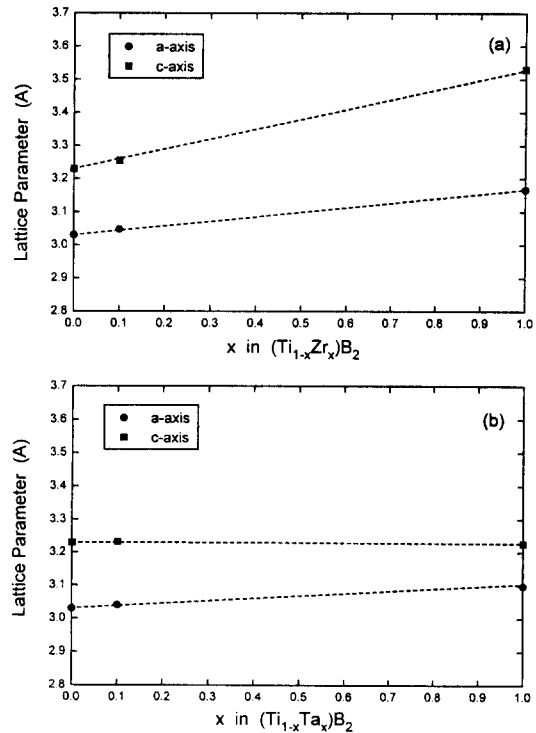 3.7
3.6
3.5
3.4
3.3
3.2
3.1
3.0
2.9
2.8
Lattice Parameter (A)
a-axis
c-axis
(a)
0.0 0.1 0.2 0.3 0.4 0.5 0.6 0.7 0.8 0.9 1.0
x in (Ti1-xZrx)B2
3.7
3.6
3.5
3.4
3.3
3.2
3.1
3.0
2.9
2.8
Lattice Parameter (A)
a-axis
c-axis
(b)
0.0 0.1 0.2 0.3 0.4 0.5 0.6 0.7 0.8 0.9 1.0
x in (Ti1-xTax)B2